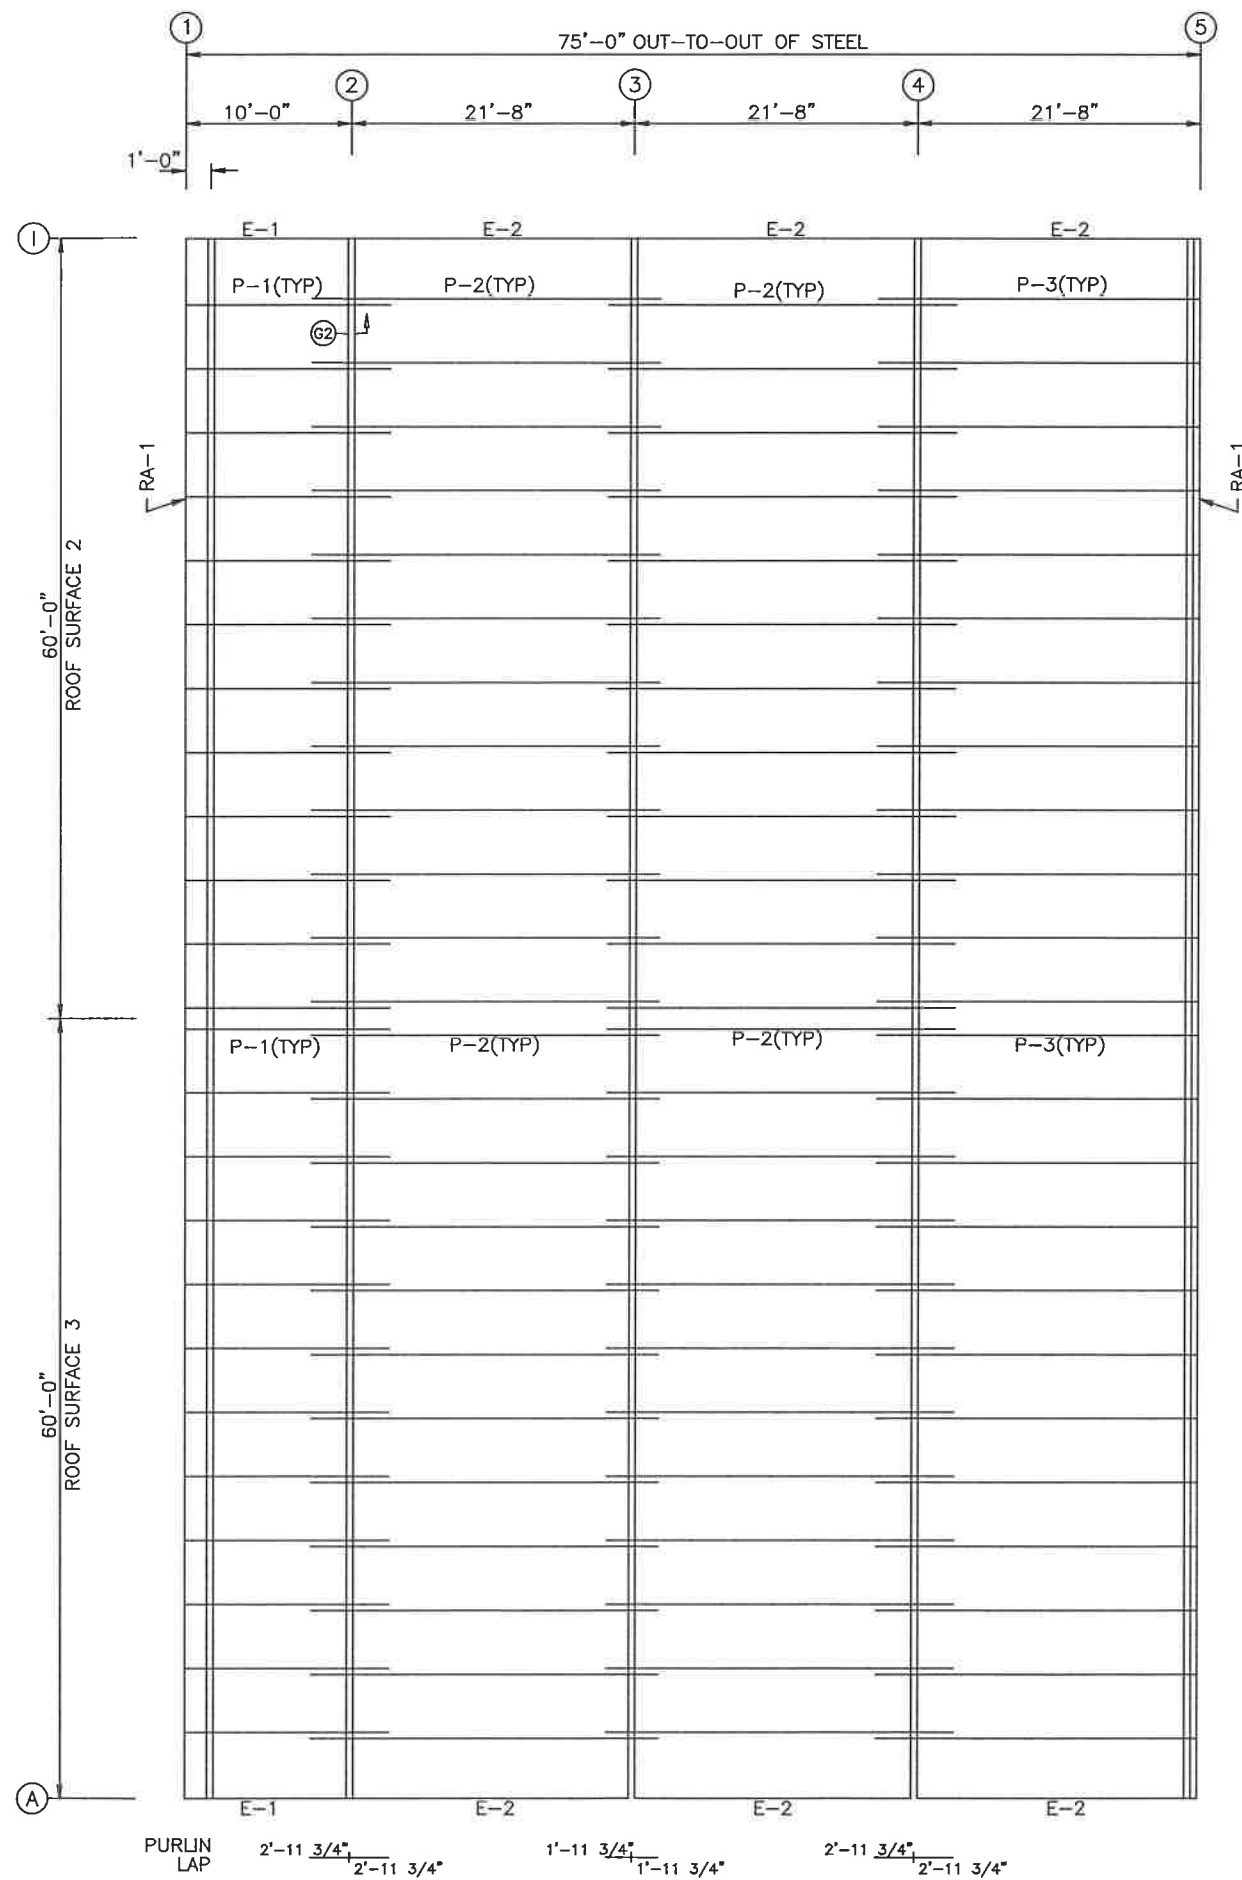 1
5
75'-0" OUT-TO-OUT OF STEEL
2
3
4
10'-0"
21'-8"
21'-8"
21'-8"
1'-0"
I
E-1
E-2
E-2
E-2
P-1(TYP)
P-2(TYP)
P-2(TYP)
P-3(TYP)
G2
RA-1
RA-1
60'-0"
ROOF SURFACE 2
P-1(TYP)
P-2(TYP)
P-2(TYP)
P-3(TYP)
60'-0"
ROOF SURFACE 3
A
E-1
E-2
E-2
E-2
PURLIN
LAP
2'-11 3/4"
2'-11 3/4"
1'-11 3/4"
1'-11 3/4"
2'-11 3/4"
2'-11 3/4"